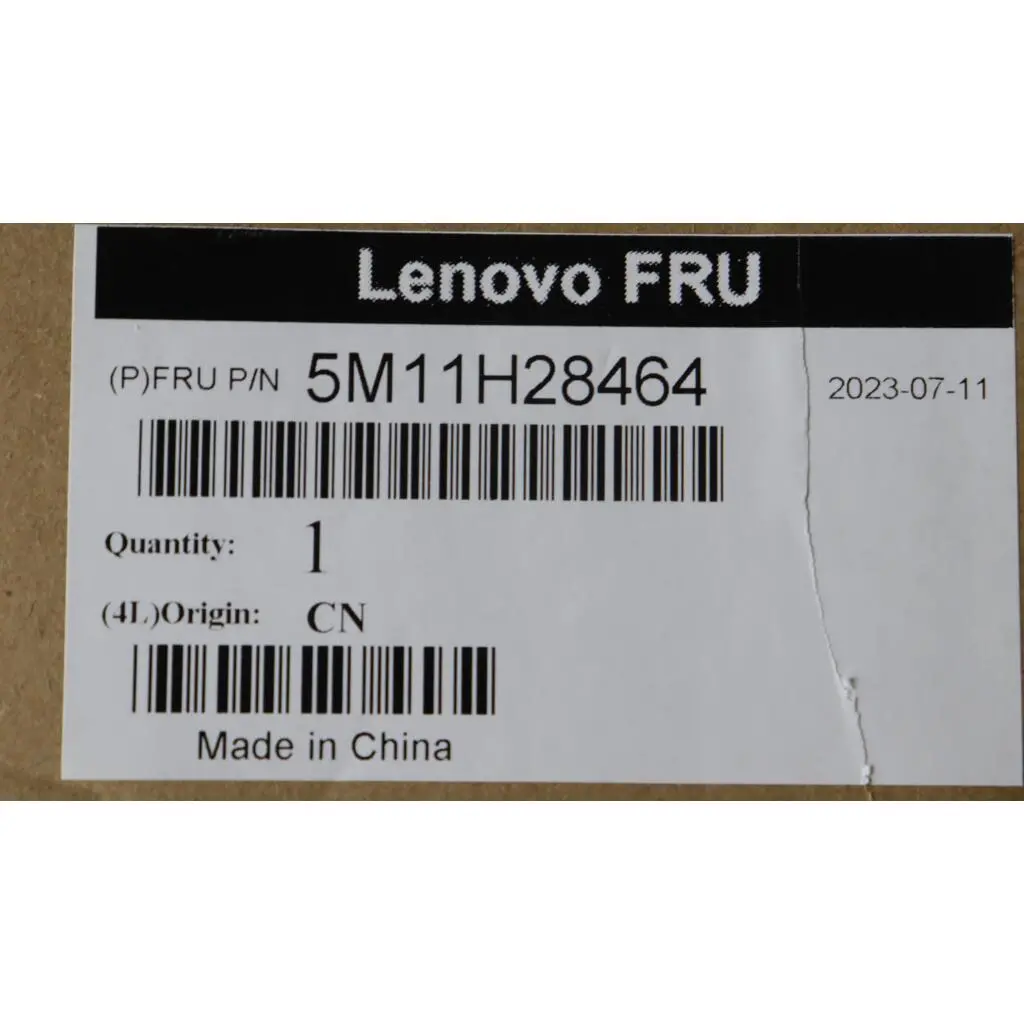 Lenovo FRU
(P)FRU P/N 5M11H28464 2023-07-11
Quantity: 1
(4L)Origin: CN
Made in China